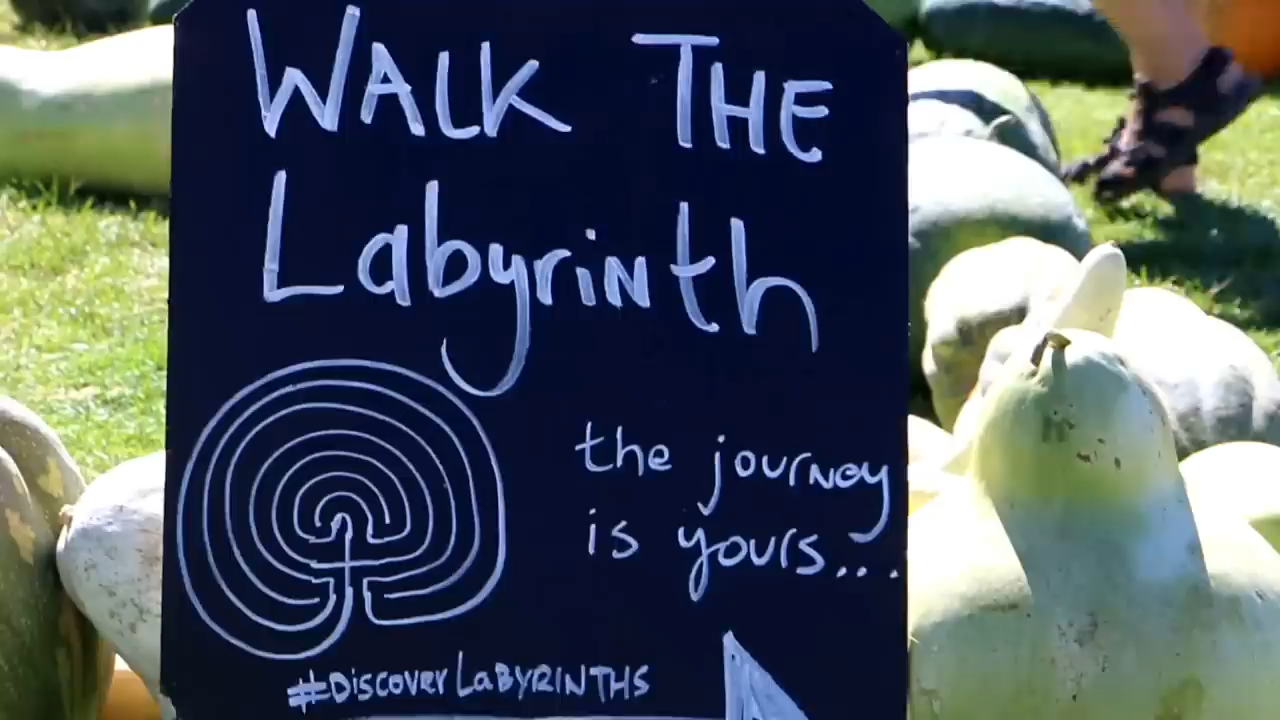 WALK THE
Labyrinth
the journey
is yours...
#DiscoverLABYRINTHS